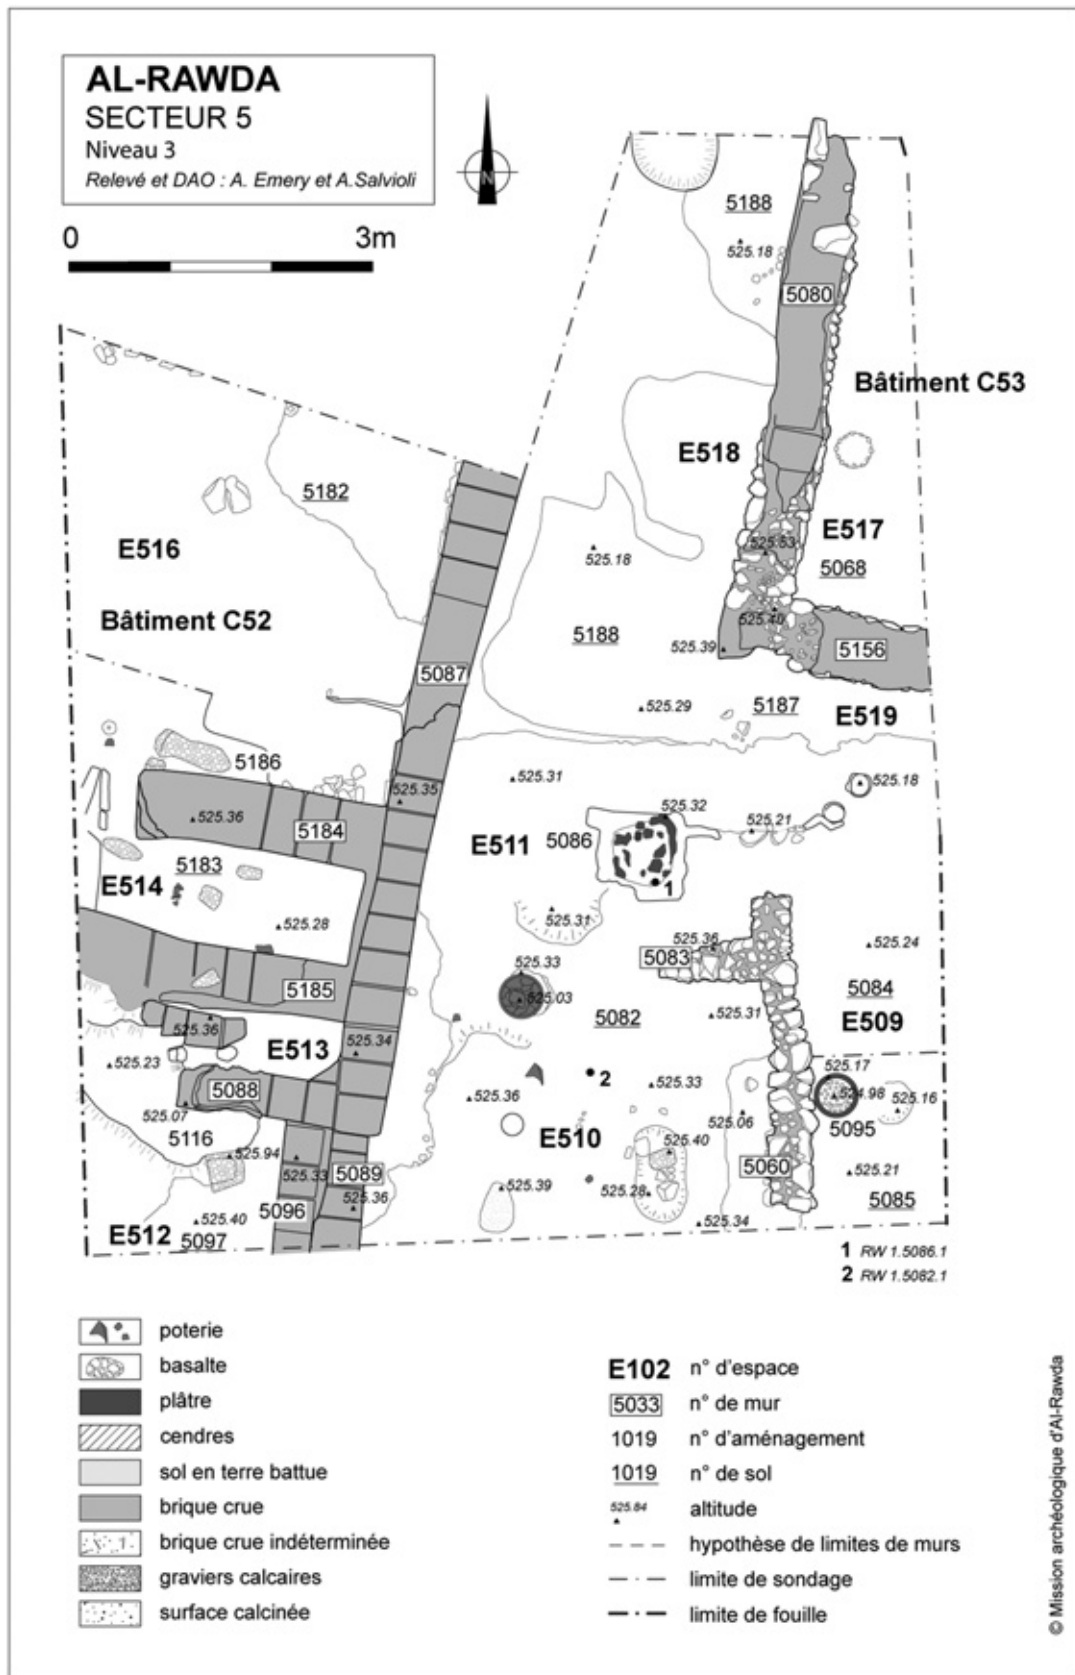 AL-RAWDA
SECTEUR 5
Niveau 3
Relevé et DAO : A. Emery et A.Salvioli
N
0 3m
5188
525.18
5080
Bâtiment C53
E518
5182
E516
525.53
E517
525.18
5068
Bâtiment C52
525.40
5188
525.39
5156
5087
525.29
5187
E519
5186
525.31
525.18
525.35
525.36
5184
525.32
525.21
E511
5086
5183
E514
1
525.28
525.31
525.36
525.24
5083
525.33
5185
525.03
5084
525.36
5082
525.31
E509
525.34
E513
525.23
525.17
2
525.33
5088
525.36
524.98
525.16
525.07
525.06
5095
5116
E510
525.94
525.40
525.33
5089
5060
525.21
525.36
525.39
525.28
5085
5096
525.40
E512
5097
525.34
1 RW 1.5086.1
2 RW 1.5082.1
poterie
basalte
plâtre
cendres
sol en terre battue
brique crue
brique crue indéterminée
graviers calcaires
surface calcinée
E102 n° d'espace
5033 n° de mur
1019 n° d'aménagement
1019 n° de sol
525.84 altitude
hypothèse de limites de murs
limite de sondage
limite de fouille
© Mission archéologique d'Al-Rawda